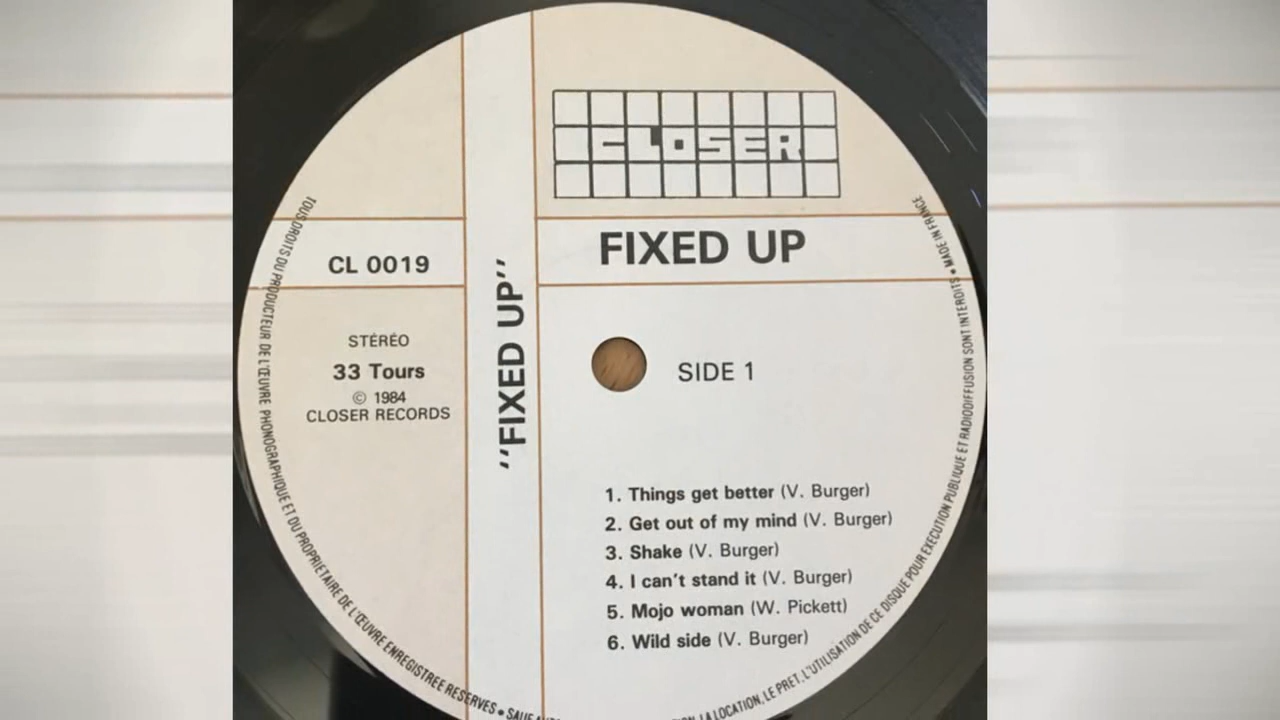 CLOSER
FIXED UP
CL 0019
STÉRÉO
33 Tours
© 1984
CLOSER RECORDS
"FIXED UP"
SIDE 1
1. Things get better (V. Burger)
2. Get out of my mind (V. Burger)
3. Shake (V. Burger)
4. I can't stand it (V. Burger)
5. Mojo woman (W. Pickett)
6. Wild side (V. Burger)
TOUS DROITS DU PRODUCTEUR DE L'ŒUVRE PHONOGRAPHIQUE ET DU PROPRIETAIRE DE L'ŒUVRE ENREGISTREE RESERVES • SAUF
LA LOCATION, LE PRET, L'UTILISATION DE CE DISQUE POUR EXECUTION PUBLIQUE ET RADIODIFFUSION SONT INTERDITS • MADE IN FRANCE